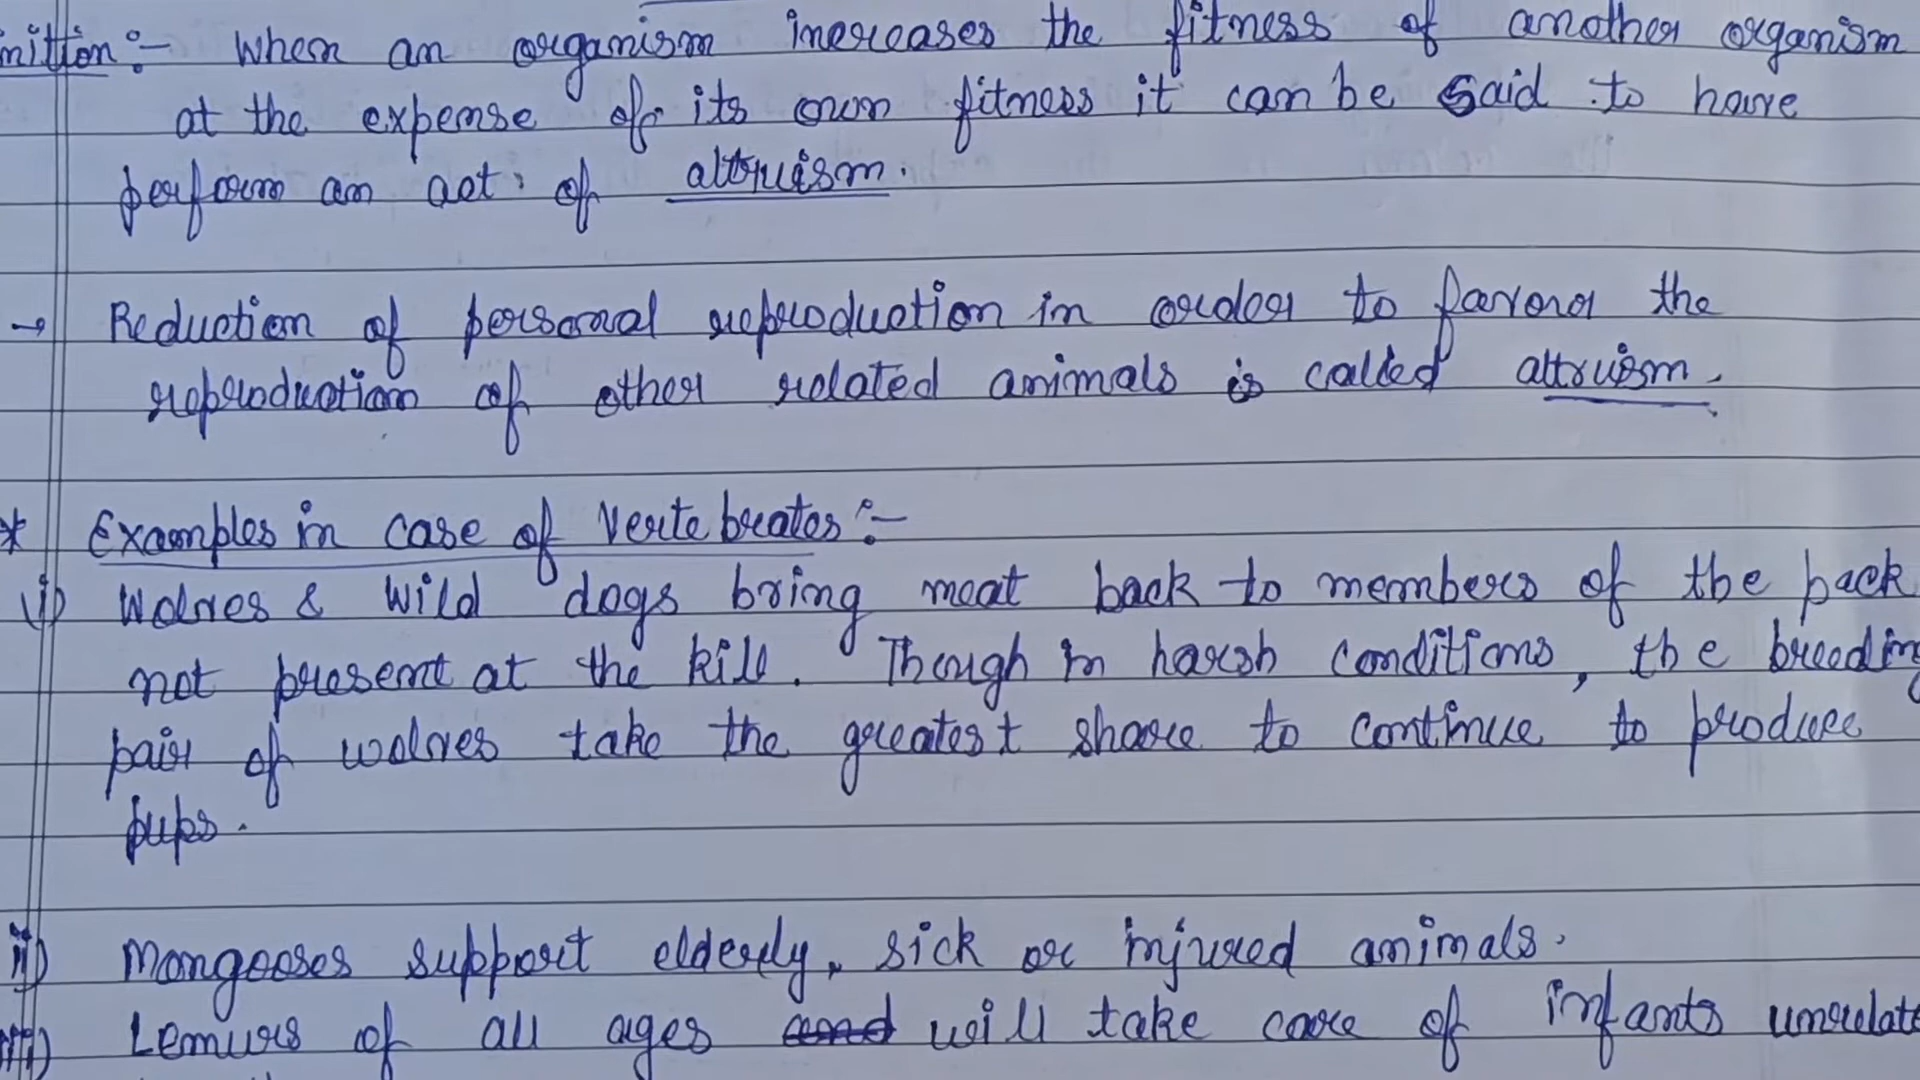 nition :- When an organism increases the fitness of another organism
at the expense of its own fitness it can be said to have
perform an act of altruism.
→ Reduction of personal reproduction in order to favour the
reproduction of other related animals is called altruism.
* Examples in case of Vertebrates :-
i) Wolves & Wild dogs bring meat back to members of the pack
not present at the kill. Though in harsh conditions, the breeding
pair of wolves take the greatest share to continue to produce
pups.
ii) Mongooses support elderly, sick or injured animals.
iii) Lemurs of all ages and will take care of infants unrelate